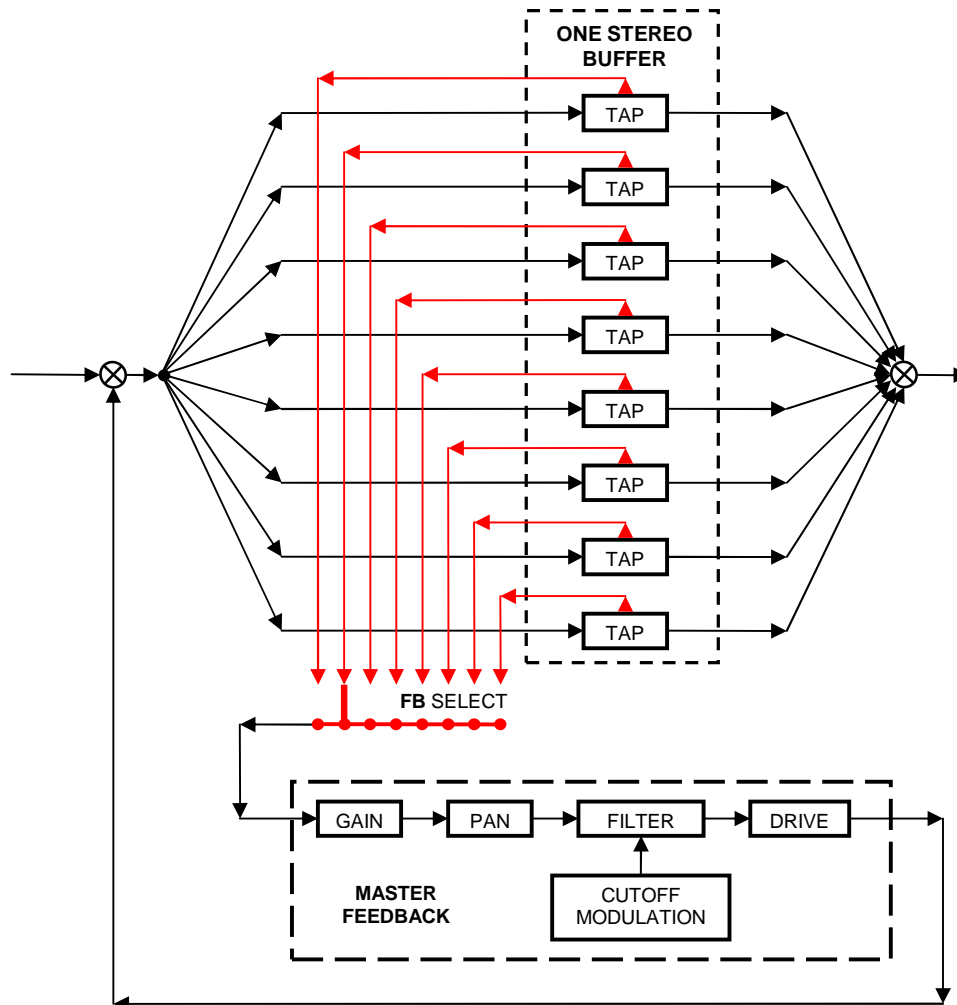 ONE STEREO
BUFFER
TAP
TAP
TAP
TAP
TAP
TAP
TAP
TAP
FB SELECT
GAIN
PAN
FILTER
DRIVE
MASTER
FEEDBACK
CUTOFF
MODULATION